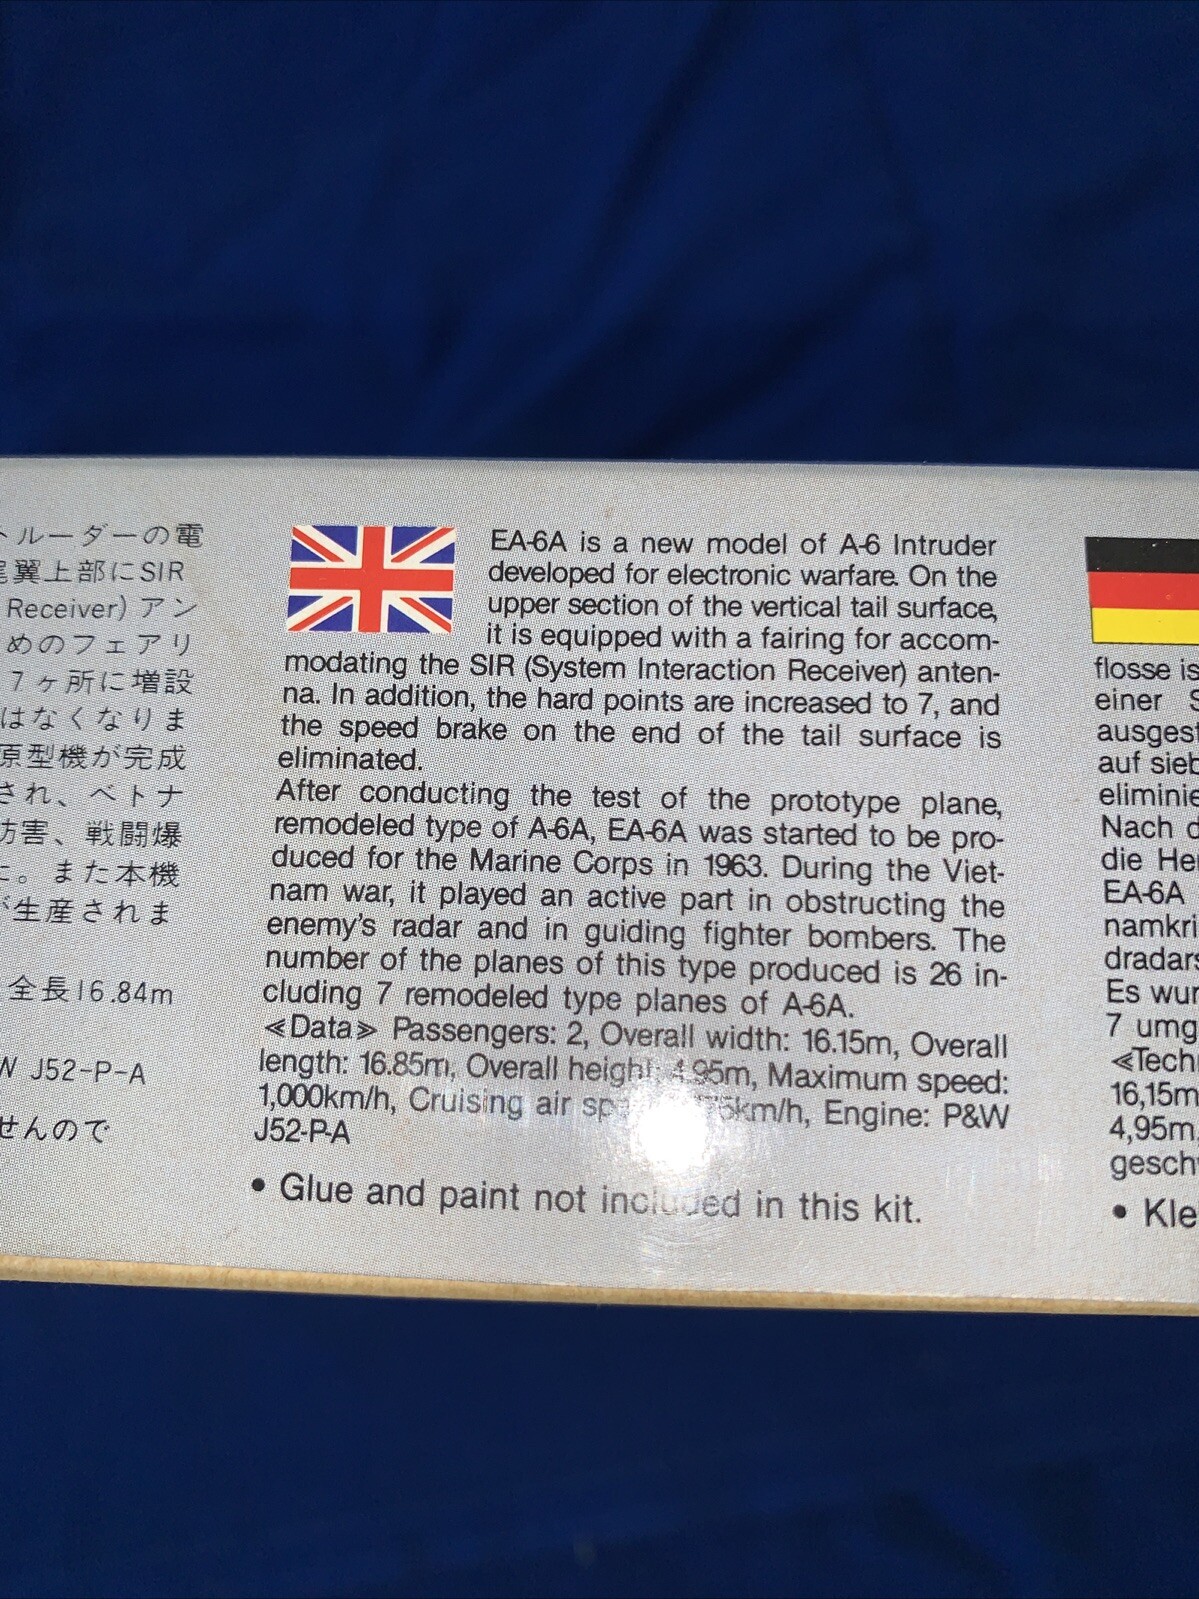 トルーダーの電
尾翼上部にSIR
Receiver) アン
めのフェアリ
7ヶ所に増設
はなくなりま
原型機が完成
され、ベトナ
妨害、戦闘爆
た。また本機
が生産されま
全長16.84m
W J52-P-A
せんので
EA-6A is a new model of A-6 Intruder
developed for electronic warfare. On the
upper section of the vertical tail surface,
it is equipped with a fairing for accom-
modating the SIR (System Interaction Receiver) anten-
na. In addition, the hard points are increased to 7, and
the speed brake on the end of the tail surface is
eliminated.
After conducting the test of the prototype plane,
remodeled type of A-6A, EA-6A was started to be pro-
duced for the Marine Corps in 1963. During the Viet-
nam war, it played an active part in obstructing the
enemy's radar and in guiding fighter bombers. The
number of the planes of this type produced is 26 in-
cluding 7 remodeled type planes of A-6A.
≪Data≫ Passengers: 2, Overall width: 16.15m, Overall
length: 16.85m, Overall height: 4.95m, Maximum speed:
1,000km/h, Cruising air km/h, Engine: P&W
J52-P-A
• Glue and paint not included in this kit.
flosse is
einer S
ausgest
auf sieb
eliminie
Nach d
die Hel
EA-6A
namkri
dradars
Es wur
7 umg
≪Tech
16,15m
4,95m,
gesch
• Kle